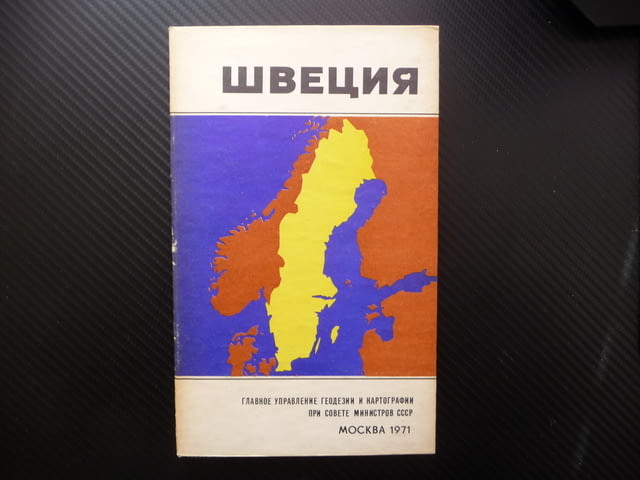 ШВЕЦИЯ
ГЛАВНОЕ УПРАВЛЕНИЕ ГЕОДЕЗИИ И КАРТОГРАФИИ
ПРИ СОВЕТЕ МИНИСТРОВ СССР
МОСКВА 1971